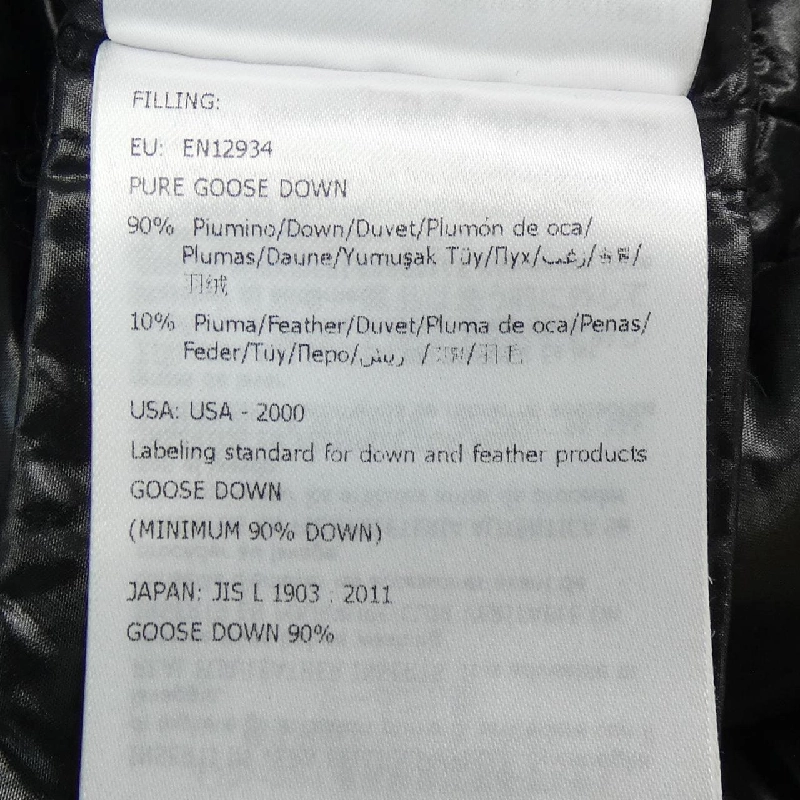 FILLING:
EU: EN12934
PURE GOOSE DOWN
90% Piumino/Down/Duvet/Plumón de oca/
Plumas/Daune/Yumuşak Tüy/Пух/زغب/
羽绒
10% Piuma/Feather/Duvet/Pluma de oca/Penas/
Feder/Tüy/Перо/ريش/羽毛
USA: USA - 2000
Labeling standard for down and feather products
GOOSE DOWN
(MINIMUM 90% DOWN)
JAPAN: JIS L 1903 : 2011
GOOSE DOWN 90%